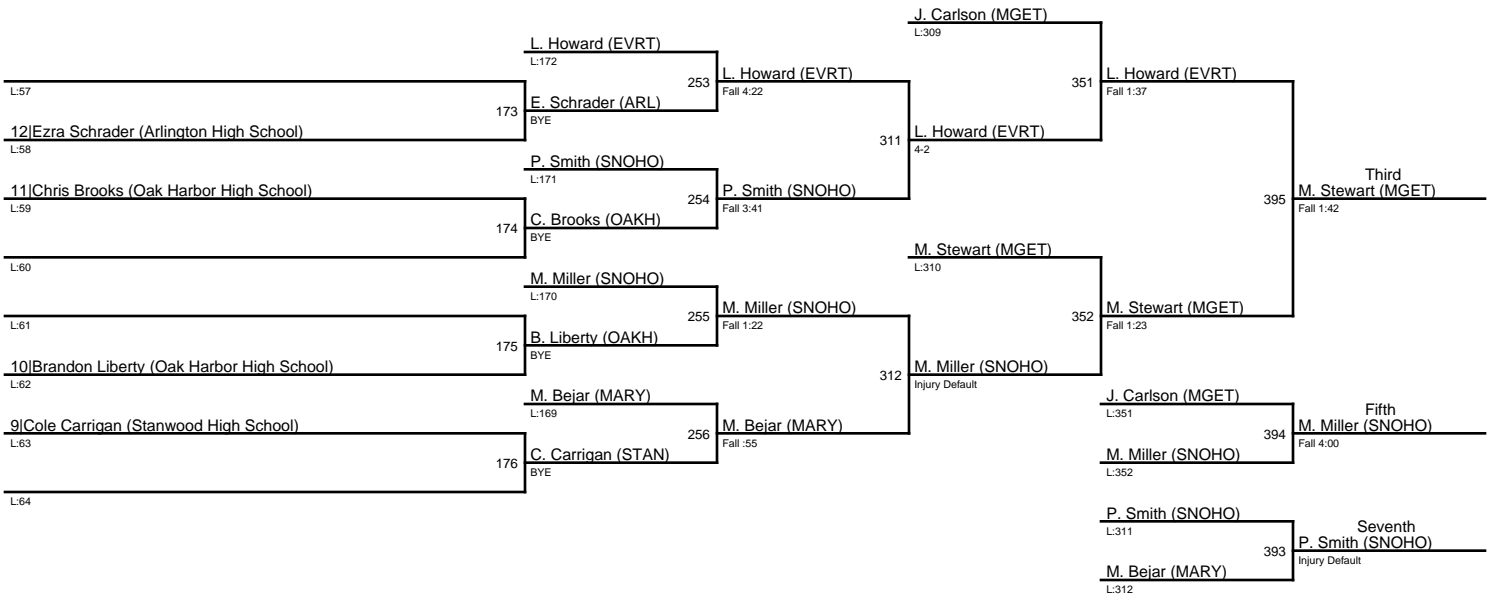 J. Carlson (MGET)
L:309
L. Howard (EVRT)
L:172
253
L. Howard (EVRT)
Fall 4:22
351
L. Howard (EVRT)
Fall 1:37
L:57
173
E. Schrader (ARL)
BYE
12|Ezra Schrader (Arlington High School)
L:58
311
L. Howard (EVRT)
4-2
P. Smith (SNOHO)
L:171
11|Chris Brooks (Oak Harbor High School)
L:59
254
P. Smith (SNOHO)
Fall 3:41
395
Third
M. Stewart (MGET)
Fall 1:42
174
C. Brooks (OAKH)
BYE
L:60
M. Stewart (MGET)
L:310
M. Miller (SNOHO)
L:170
L:61
255
M. Miller (SNOHO)
Fall 1:22
352
M. Stewart (MGET)
Fall 1:23
175
B. Liberty (OAKH)
BYE
10|Brandon Liberty (Oak Harbor High School)
L:62
312
M. Miller (SNOHO)
Injury Default
M. Bejar (MARY)
L:169
J. Carlson (MGET)
L:351
9|Cole Carrigan (Stanwood High School)
L:63
256
M. Bejar (MARY)
Fall :55
394
Fifth
M. Miller (SNOHO)
Fall 4:00
176
C. Carrigan (STAN)
BYE
M. Miller (SNOHO)
L:352
L:64
P. Smith (SNOHO)
L:311
393
Seventh
P. Smith (SNOHO)
Injury Default
M. Bejar (MARY)
L:312